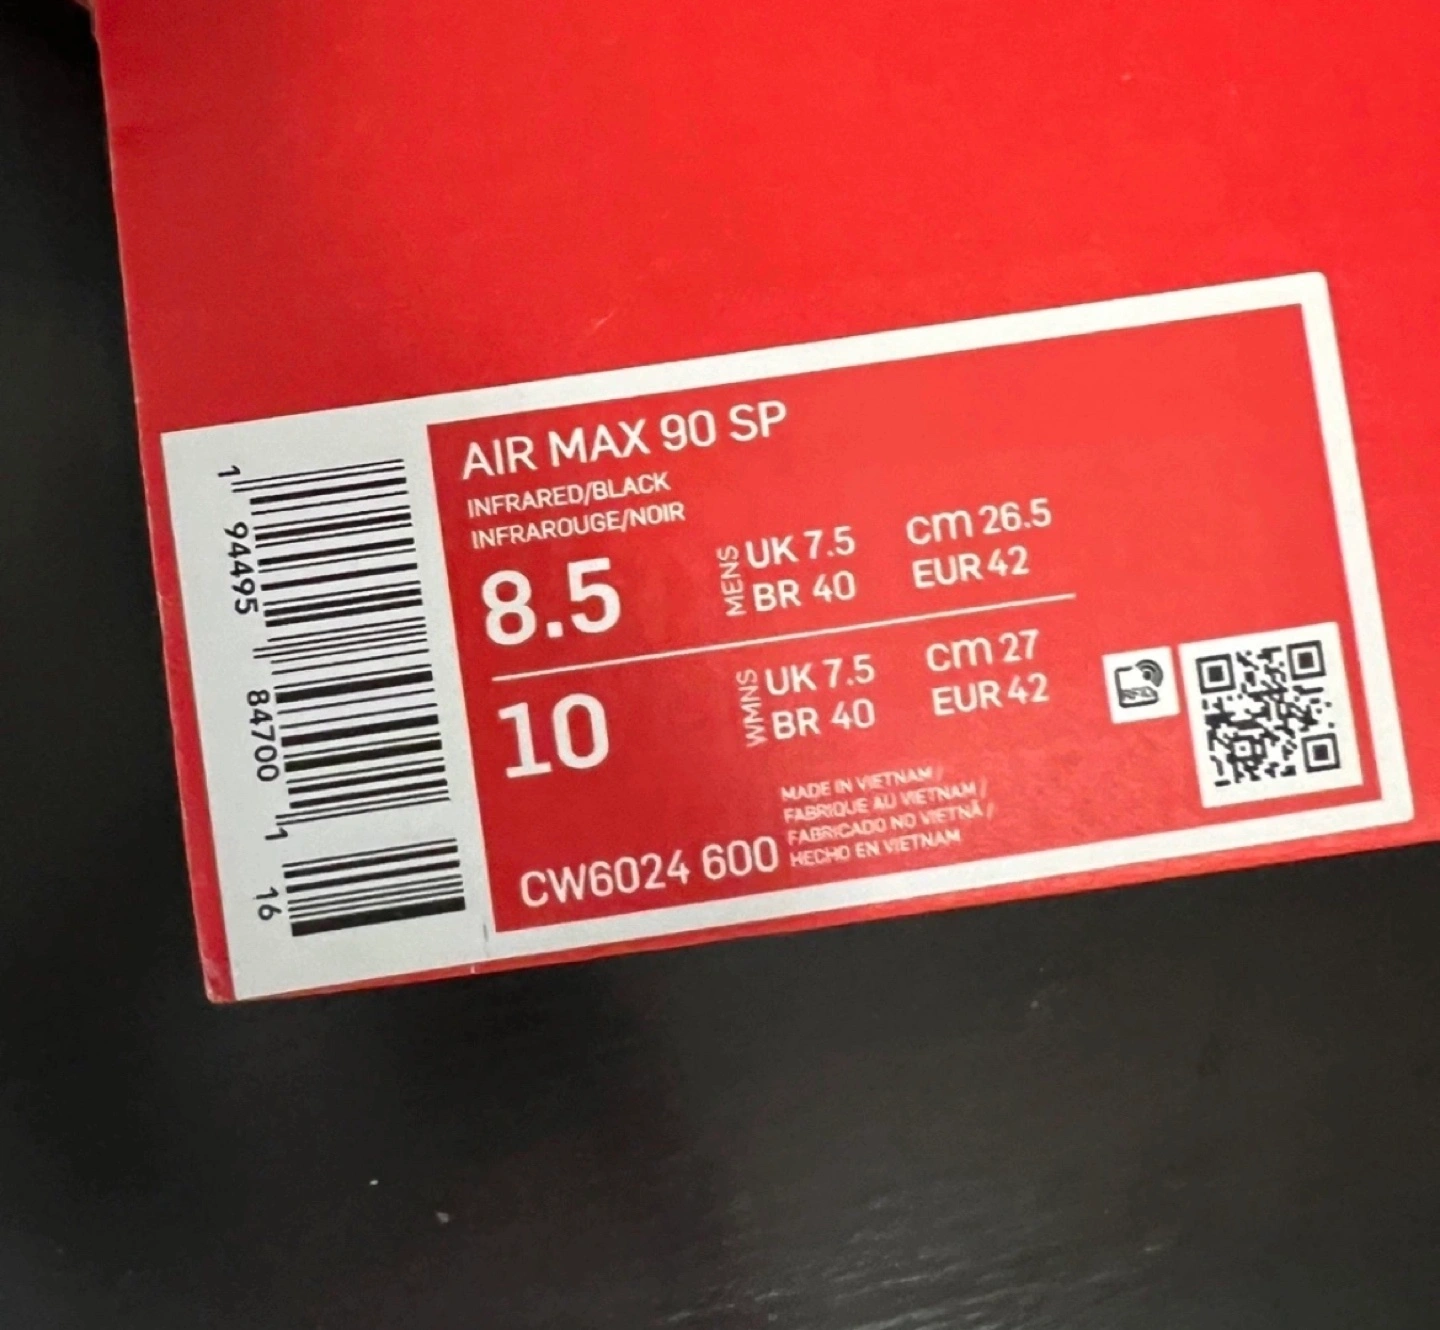 AIR MAX 90 SP
INFRARED/BLACK
INFRAROUGE/NOIR
8.5
MENS
UK 7.5
cm 26.5
BR 40
EUR 42
10
WMNS
UK 7.5
cm 27
BR 40
EUR 42
MADE IN VIETNAM /
FABRIQUE AU VIETNAM /
FABRICADO NO VIETNÃ /
HECHO EN VIETNAM
CW6024 600
1 94495 84700 1 16